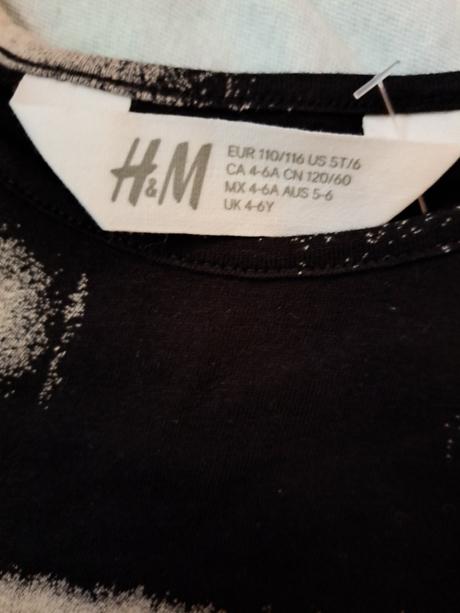 H&M
EUR 110/116 US 5T/6
CA 4-6A CN 120/60
MX 4-6A AUS 5-6
UK 4-6Y